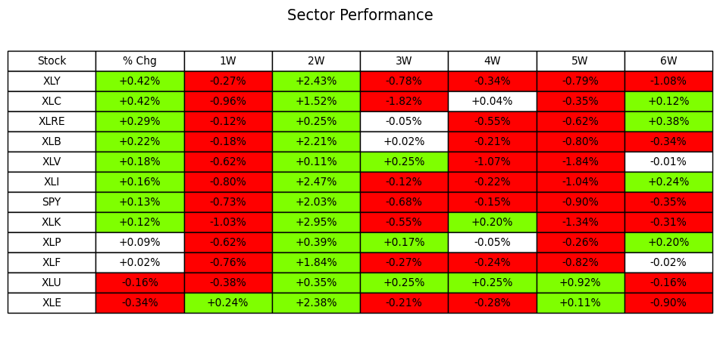 Sector Performance
Stock % Chg 1W 2W 3W 4W 5W 6W
XLY +0.42% -0.27% +2.43% -0.78% -0.34% -0.79% -1.08%
XLC +0.42% -0.96% +1.52% -1.82% +0.04% -0.35% +0.12%
XLRE +0.29% -0.12% +0.25% -0.05% -0.55% -0.62% +0.38%
XLB +0.22% -0.18% +2.21% +0.02% -0.21% -0.80% -0.34%
XLV +0.18% -0.62% +0.11% +0.25% -1.07% -1.84% -0.01%
XLI +0.16% -0.80% +2.47% -0.12% -0.22% -1.04% +0.24%
SPY +0.13% -0.73% +2.03% -0.68% -0.15% -0.90% -0.35%
XLK +0.12% -1.03% +2.95% -0.55% +0.20% -1.34% -0.31%
XLP +0.09% -0.62% +0.39% +0.17% -0.05% -0.26% +0.20%
XLF +0.02% -0.76% +1.84% -0.27% -0.24% -0.82% -0.02%
XLU -0.16% -0.38% +0.35% +0.25% +0.25% +0.92% -0.16%
XLE -0.34% +0.24% +2.38% -0.21% -0.28% +0.11% -0.90%